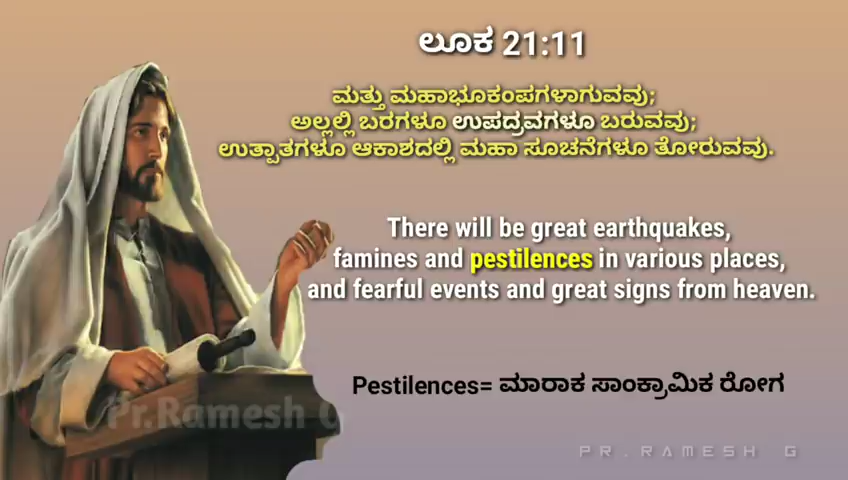 ಲೂಕ 21:11
ಮತ್ತು ಮಹಾಭೂಕಂಪಗಳಾಗುವವು;
ಅಲ್ಲಲ್ಲಿ ಬರಗಳೂ ಉಪದ್ರವಗಳೂ ಬರುವವು;
ಉತ್ಪಾತಗಳೂ ಆಕಾಶದಲ್ಲಿ ಮಹಾ ಸೂಚನೆಗಳೂ ತೋರುವವು.
There will be great earthquakes,
famines and pestilences in various places,
and fearful events and great signs from heaven.
Pestilences= ಮಾರಾಕ ಸಾಂಕ್ರಾಮಿಕ ರೋಗ
Pr.Ramesh G
PR.RAMESH G